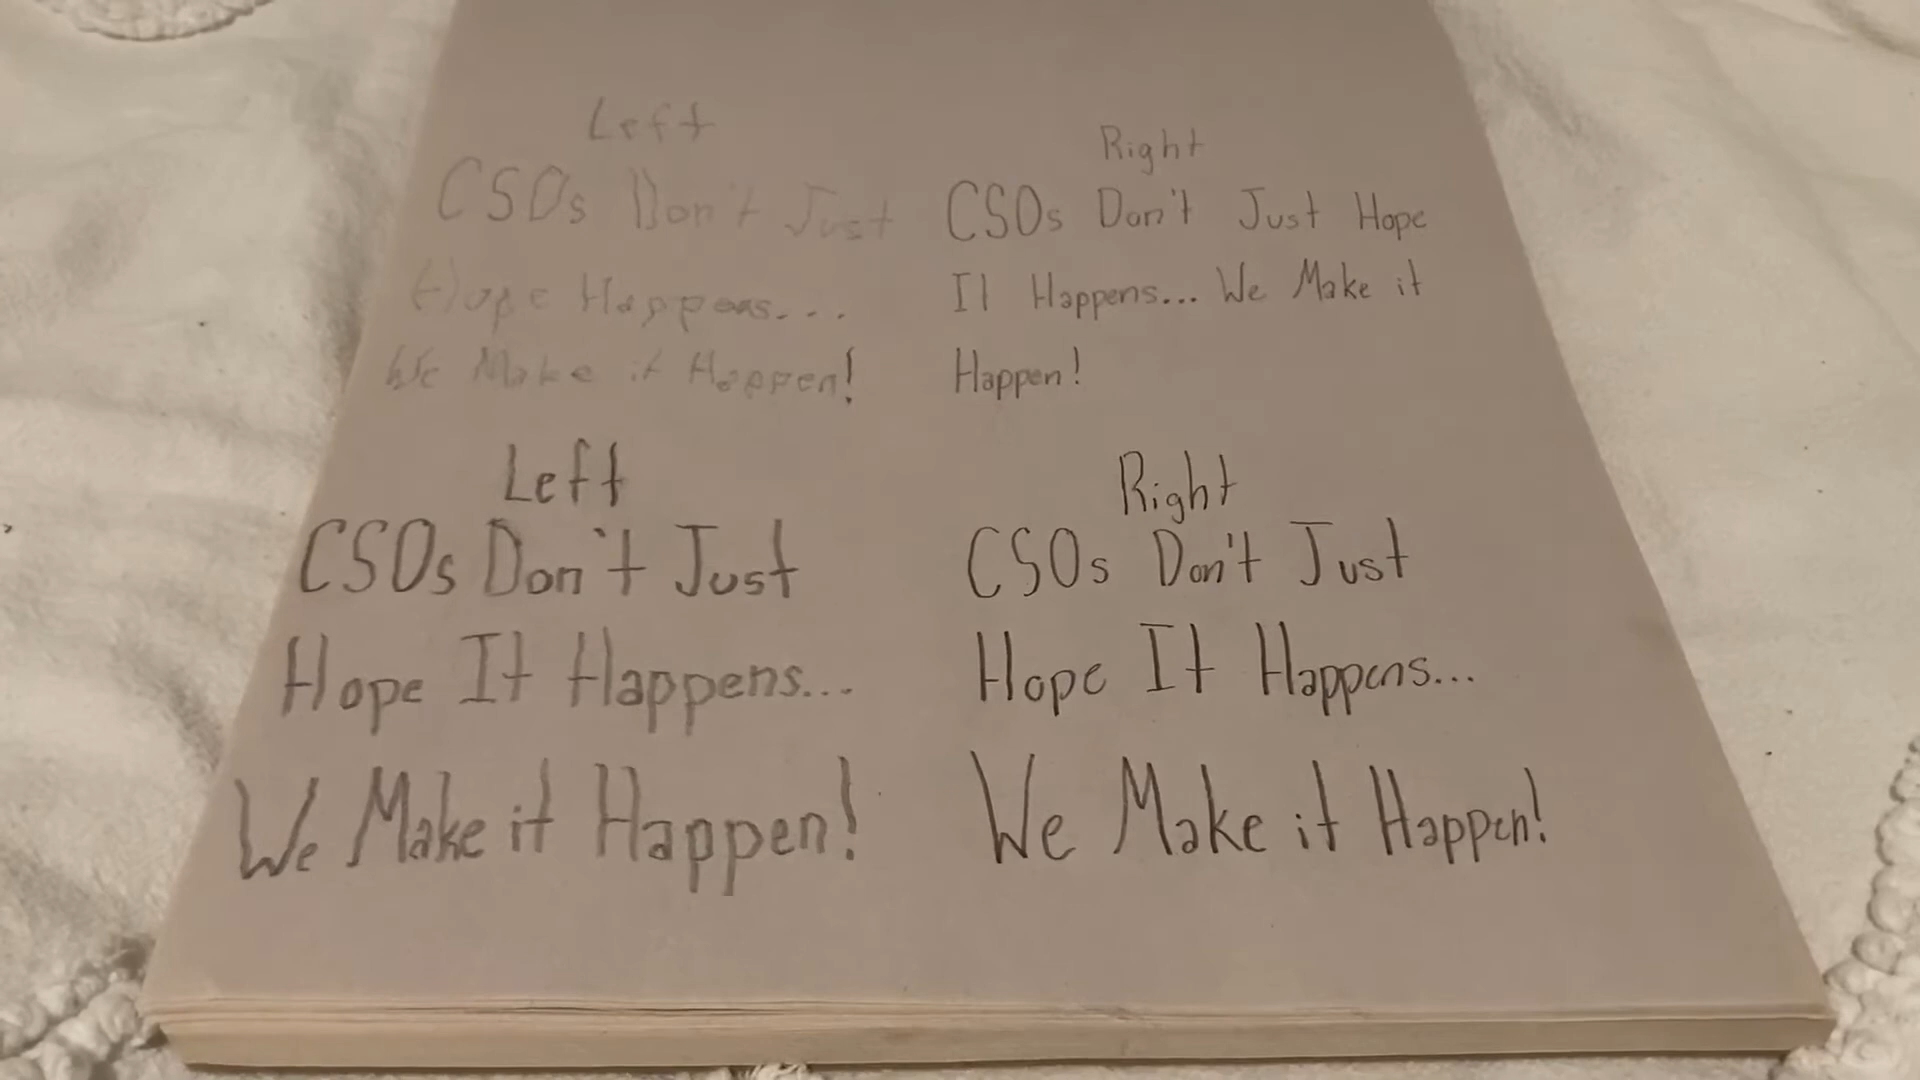 Left
CSOs Don't Just
Hope Happens...
We Make it Happen!
Right
CSOs Don't Just Hope
It Happens... We Make it
Happen!
Left
CSOs Don't Just
Hope It Happens...
We Make it Happen!
Right
CSOs Don't Just
Hope It Happens...
We Make it Happen!